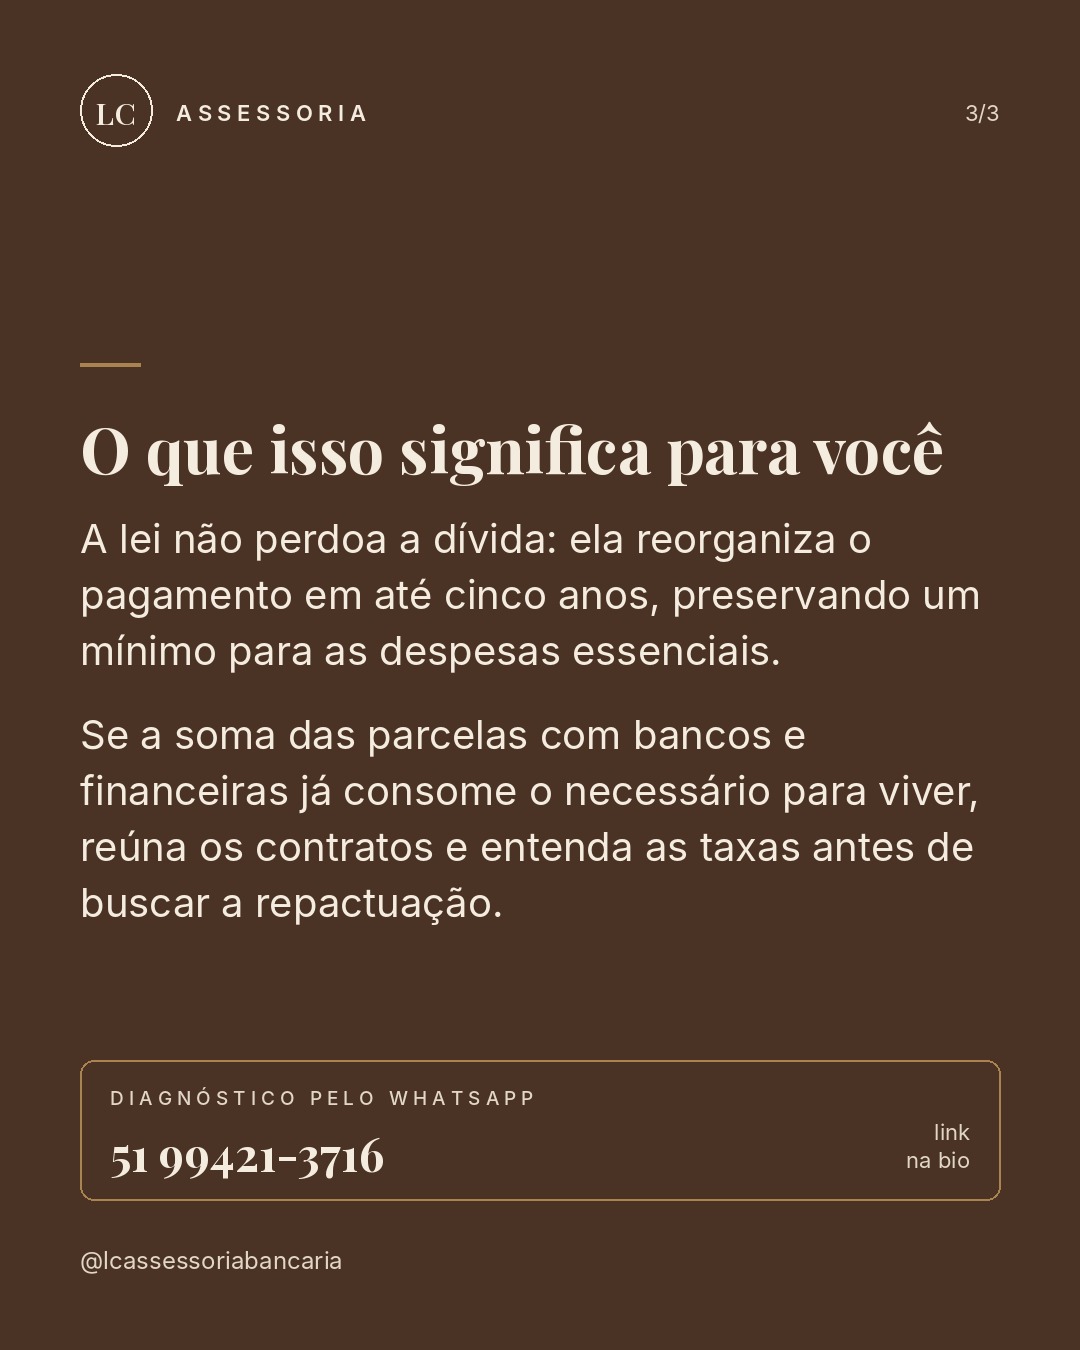 LC ASSESSORIA
3/3
O que isso significa para você
A lei não perdoa a dívida: ela reorganiza o
pagamento em até cinco anos, preservando um
mínimo para as despesas essenciais.
Se a soma das parcelas com bancos e
financeiras já consome o necessário para viver,
reúna os contratos e entenda as taxas antes de
buscar a repactuação.
DIAGNÓSTICO PELO WHATSAPP
51 99421-3716
link
na bio
@lcassessoriabancaria